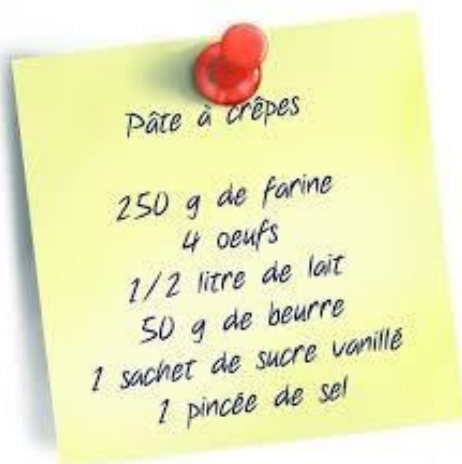 Pâte à crêpes
250 g de farine
4 oeufs
1/2 litre de lait
50 g de beurre
1 sachet de sucre vanillé
1 pincée de sel